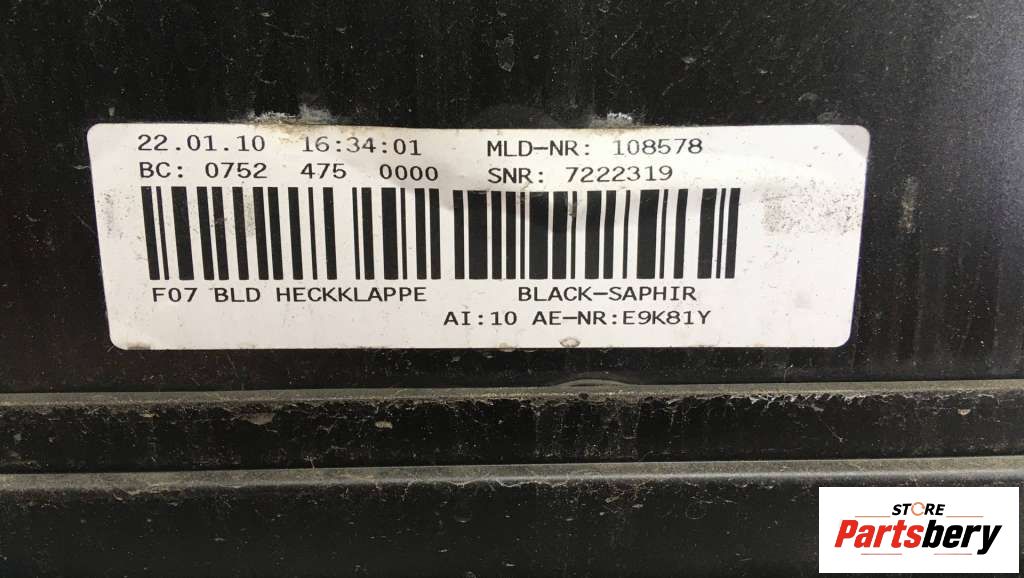 22.01.10 16:34:01 MLD-NR: 108578
BC: 0752 475 0000 SNR: 7222319
F07 BLD HECKKLAPPE BLACK-SAPHIR
AI:10 AE-NR:E9K81Y
STORE
Partsbery